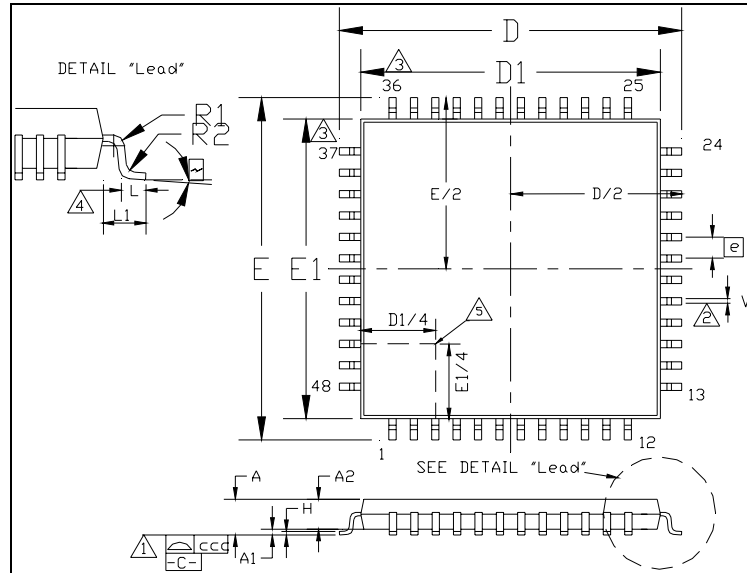 D
DETAIL "Lead"
3
D1
36
25
R1
R2
3
37
24
E/2
D/2
4
L
L1
e
E
E1
2
D1/4
5
E1/4
48
13
1
12
SEE DETAIL "Lead"
A
A2
H
1
ccc
A1
-C-